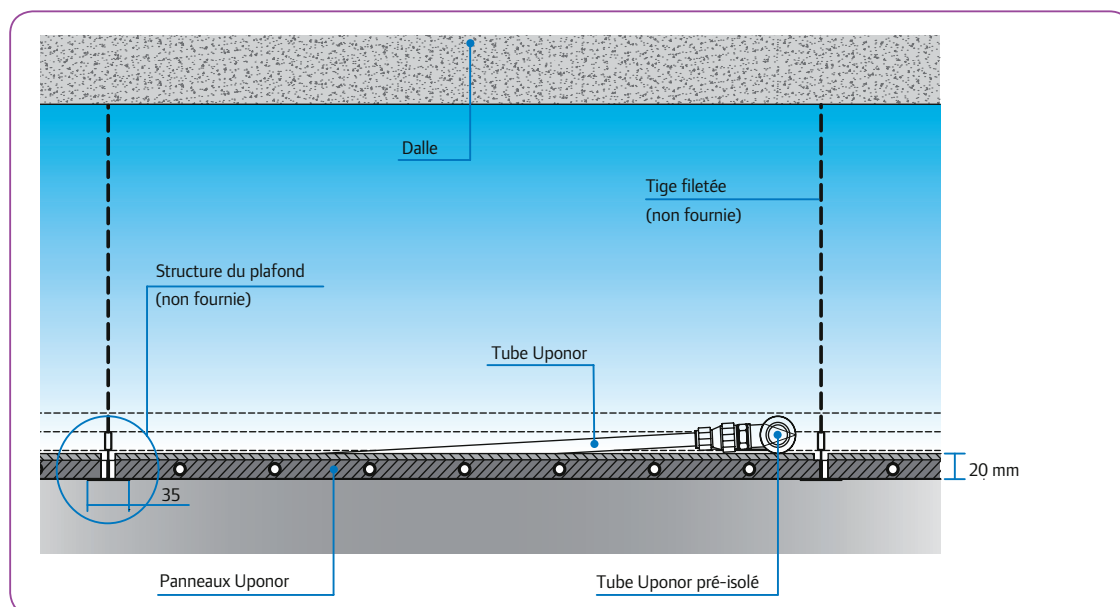 Dalle
Tige filetée
(non fournie)
Structure du plafond
(non fournie)
Tube Uponor
20 mm
35
Panneaux Uponor
Tube Uponor pré-isolé